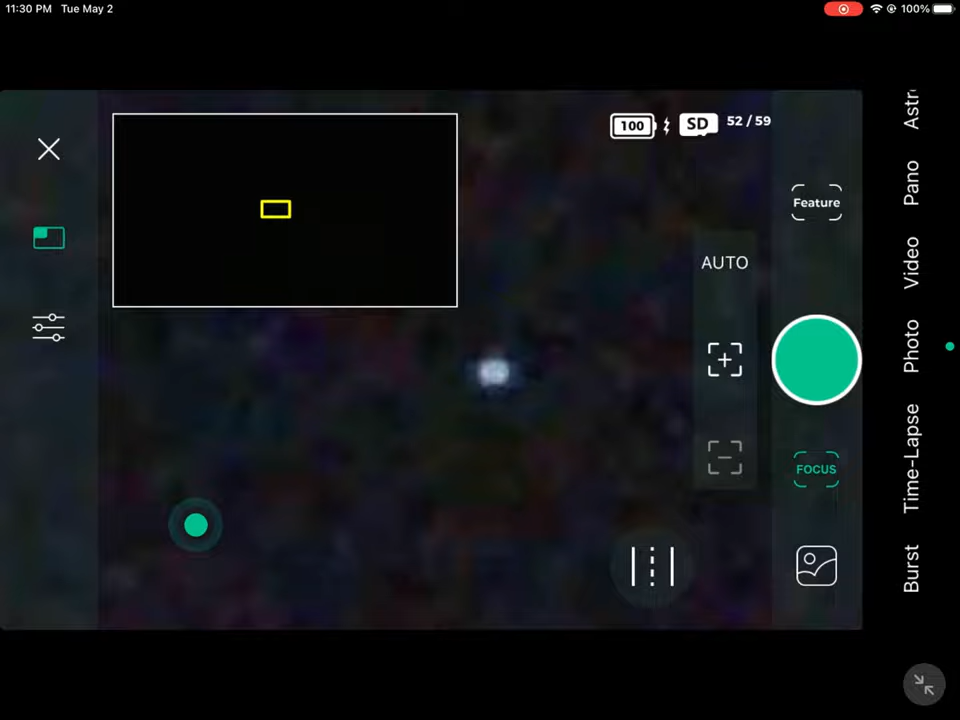 11:30 PM Tue May 2
100%
100
SD
52 / 59
Feature
AUTO
FOCUS
Astr
Pano
Video
Photo
Time-Lapse
Burst